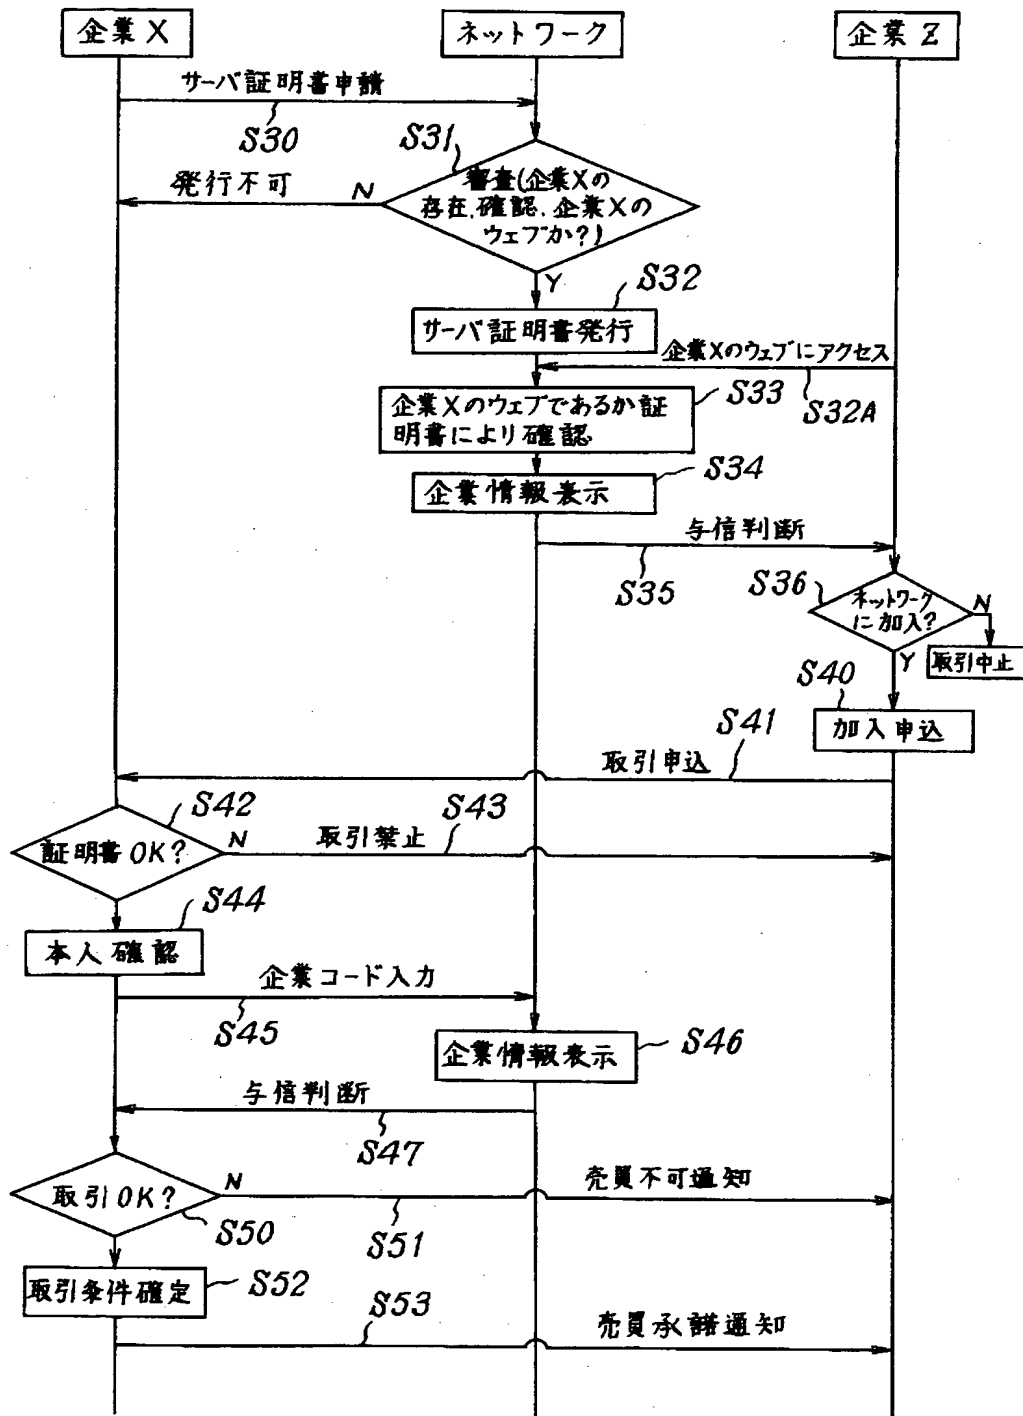 企業X
ネットワーク
企業Z
サーバ証明書申請
S30
S31
発行不可
N
審査(企業Xの
存在,確認,企業Xの
ウェブか?)
Y
S32
サーバ証明書発行
企業Xのウェブにアクセス
S32A
S33
企業Xのウェブであるか証
明書により確認
S34
企業情報表示
与信判断
S35
S36
ネットワーク
に加入?
N
Y
取引中止
S40
加入申込
S41
取引申込
S42
証明書OK?
N
取引禁止
S43
S44
本人確認
企業コード入力
S45
企業情報表示
S46
与信判断
S47
取引OK?
N
S50
売買不可通知
S51
取引条件確定
S52
S53
売買承諾通知